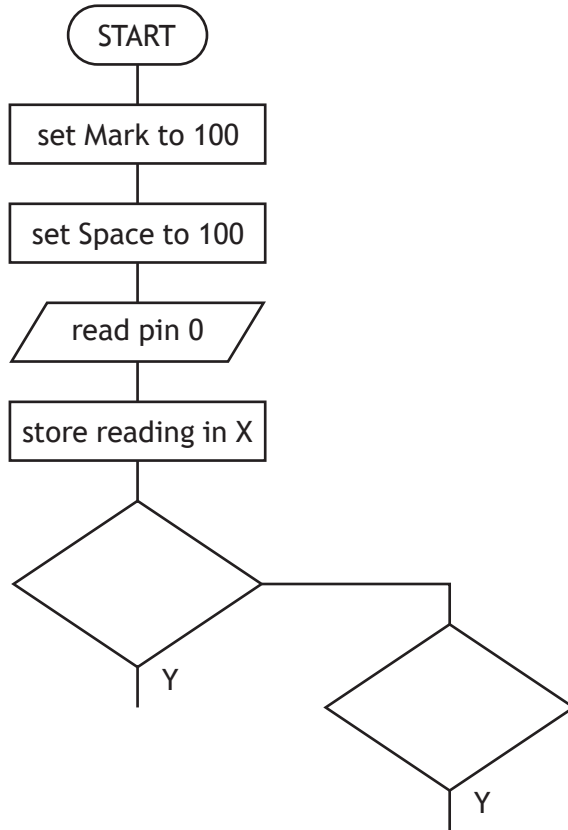 START
set Mark to 100
set Space to 100
read pin 0
store reading in X
Y
Y